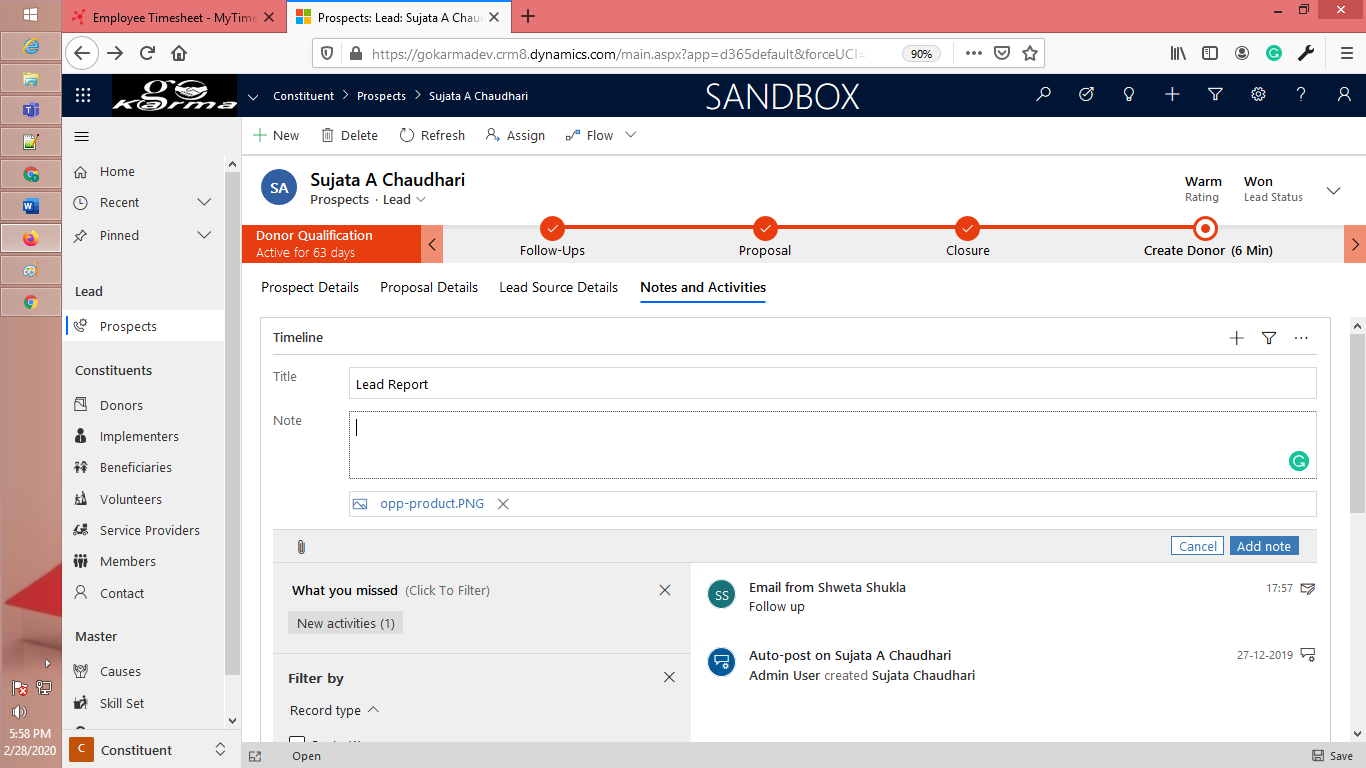 Employee Timesheet - MyTime
Prospects: Lead: Sujata A Chaud
https://gokarmadev.crm8.dynamics.com/main.aspx?app=d365default&forceUCI=
90%
go karma
Constituent
Prospects
Sujata A Chaudhari
SANDBOX
New
Delete
Refresh
Assign
Flow
Home
Recent
Pinned
Lead
Prospects
Constituents
Donors
Implementers
Beneficiaries
Volunteers
Service Providers
Members
Contact
Master
Causes
Skill Set
C
Constituent
SA
Sujata A Chaudhari
Prospects · Lead
Warm
Rating
Won
Lead Status
Donor Qualification
Active for 63 days
Follow-Ups
Proposal
Closure
Create Donor (6 Min)
Prospect Details
Proposal Details
Lead Source Details
Notes and Activities
Timeline
Title
Lead Report
Note
opp-product.PNG
Cancel
Add note
What you missed (Click To Filter)
New activities (1)
Filter by
Record type
SS
Email from Shweta Shukla
17:57
Follow up
Auto-post on Sujata A Chaudhari
27-12-2019
Admin User created Sujata Chaudhari
Open
Save
5:58 PM
2/28/2020